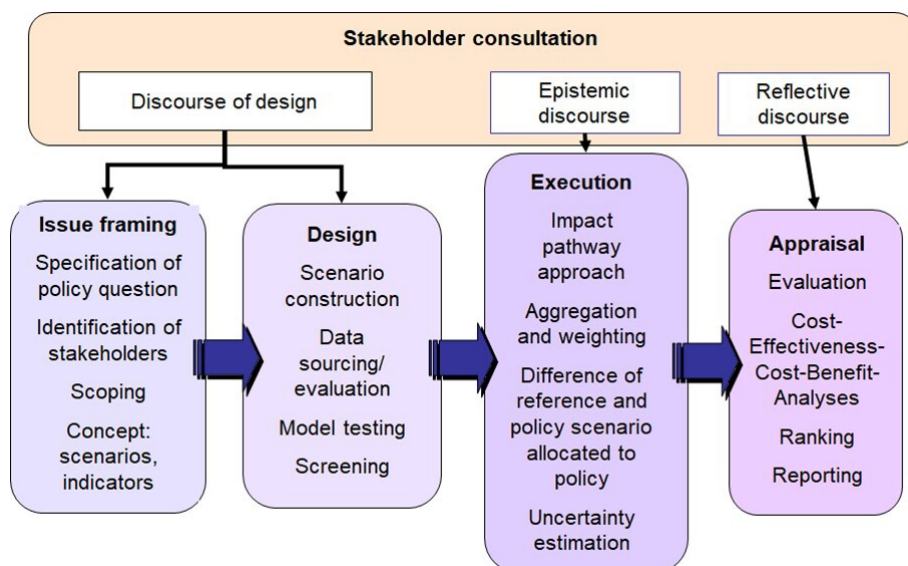 Stakeholder consultation
Discourse of design
Epistemic
discourse
Reflective
discourse
Issue framing
Specification of
policy question
Identification of
stakeholders
Scoping
Concept:
scenarios,
indicators
Design
Scenario
construction
Data
sourcing/
evaluation
Model testing
Screening
Execution
Impact
pathway
approach
Aggregation
and weighting
Difference of
reference and
policy scenario
allocated to
policy
Uncertainty
estimation
Appraisal
Evaluation
Cost-
Effectiveness-
Cost-Benefit-
Analyses
Ranking
Reporting